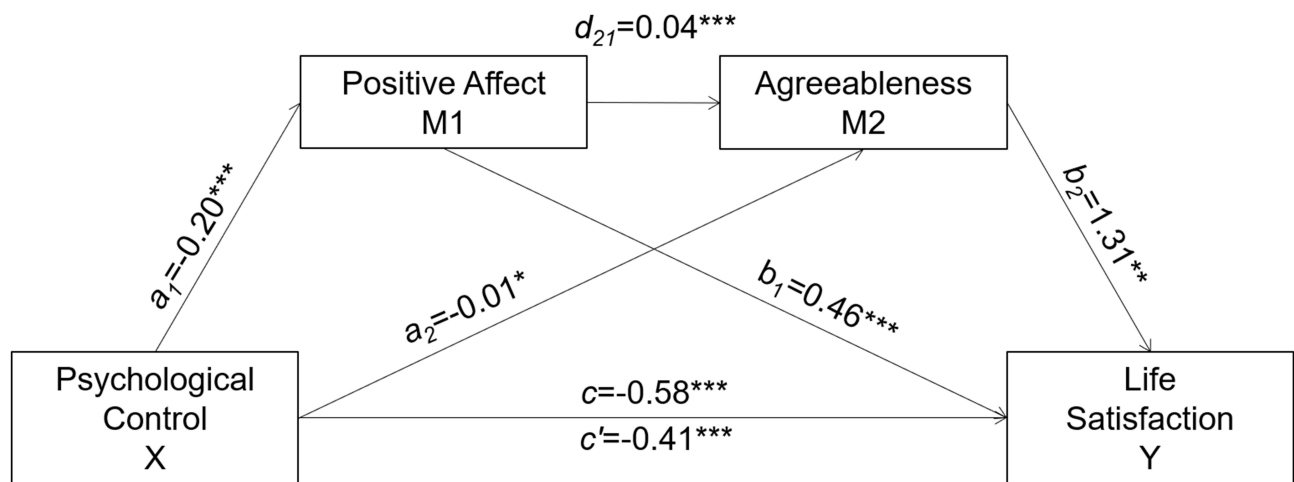 d₂₁=0.04***
Positive Affect
M1
Agreeableness
M2
a₁=-0.20***
a₂=-0.01*
b₁=0.46***
b₂=1.31**
Psychological
Control
X
c=-0.58***
c'=-0.41***
Life
Satisfaction
Y